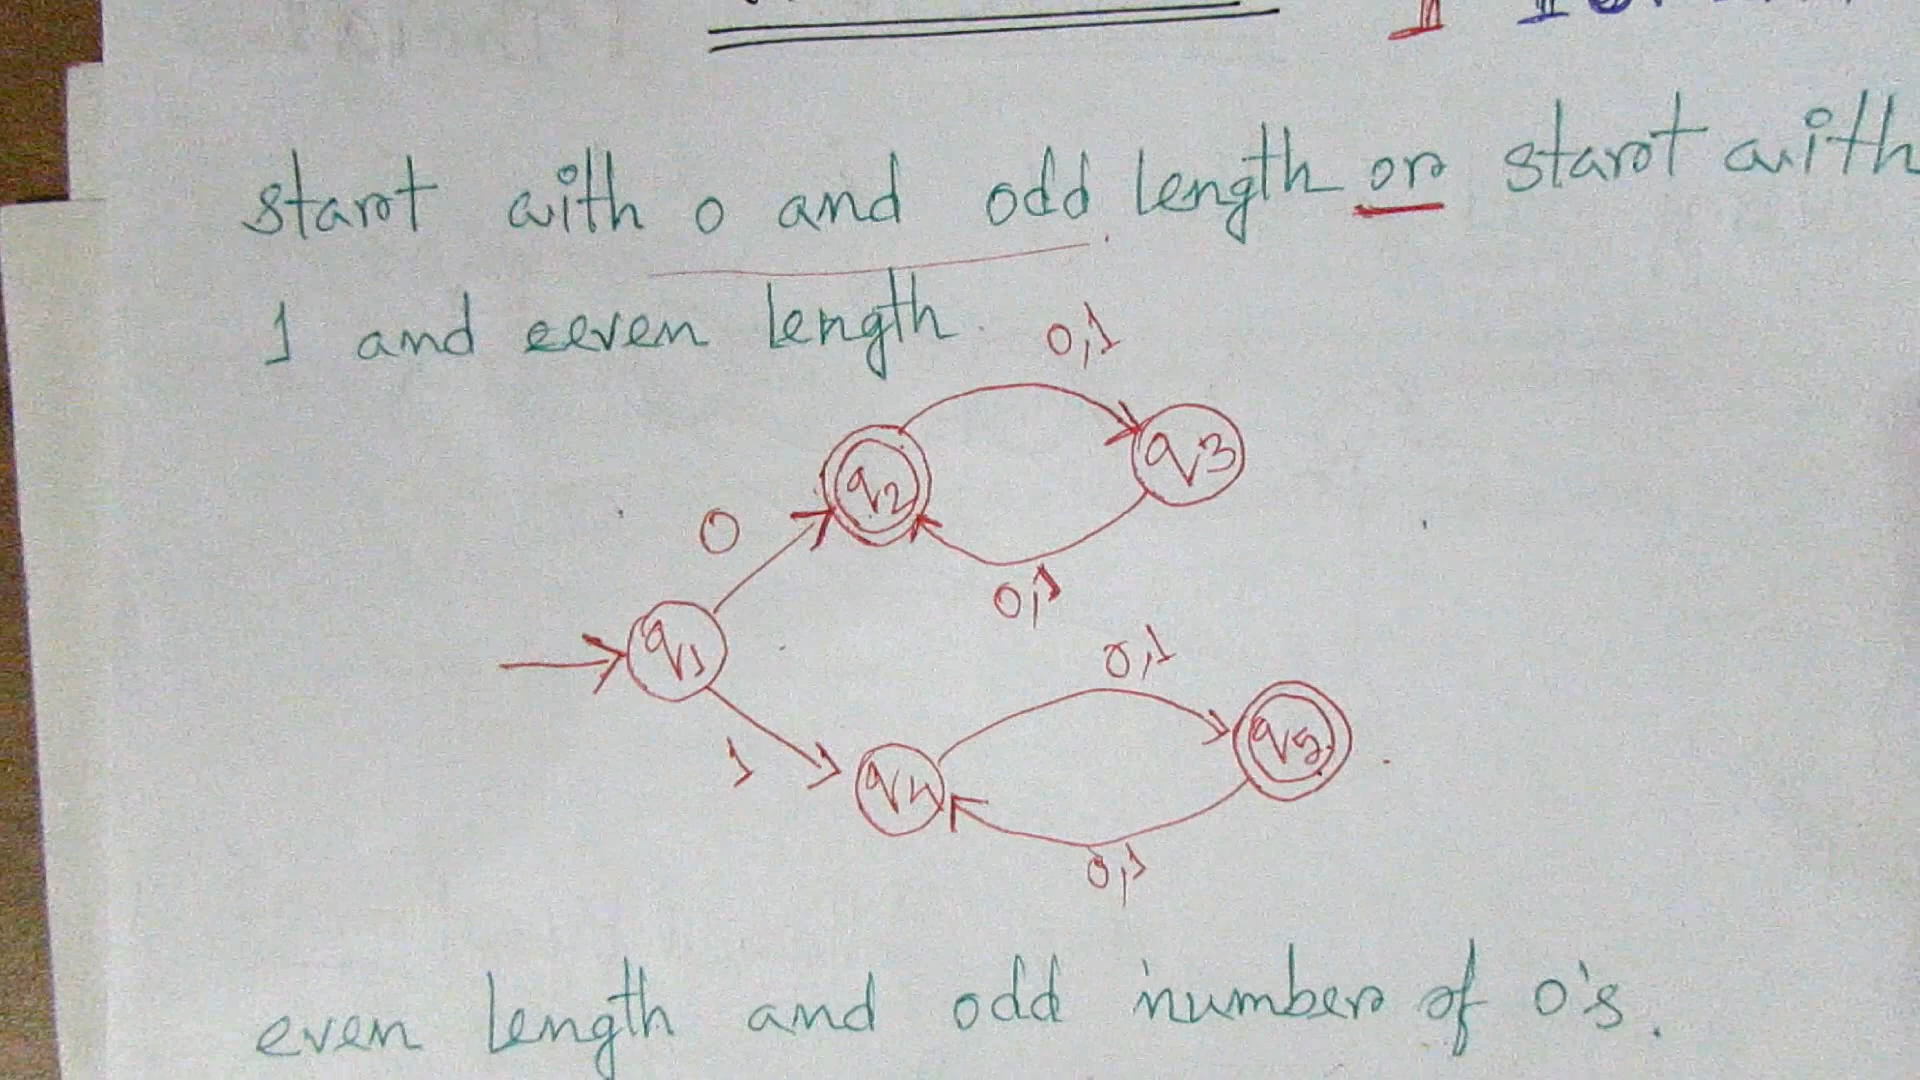 start with 0 and odd length or start with
1 and eeven length.
0,1
q2
q3
0
0,1
q1
0,1
1
q4
q5
0,1
even length and odd number of 0's.